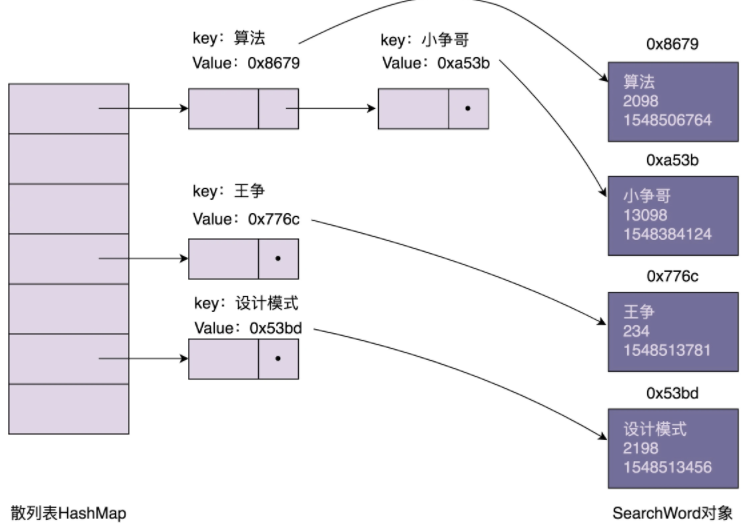 key：算法
Value：0x8679
key：小争哥
Value：0xa53b
0x8679
算法
2098
1548506764
0xa53b
小争哥
13098
1548384124
key：王争
Value：0x776c
0x776c
王争
234
1548513781
key：设计模式
Value：0x53bd
0x53bd
设计模式
2198
1548513456
散列表HashMap
SearchWord对象